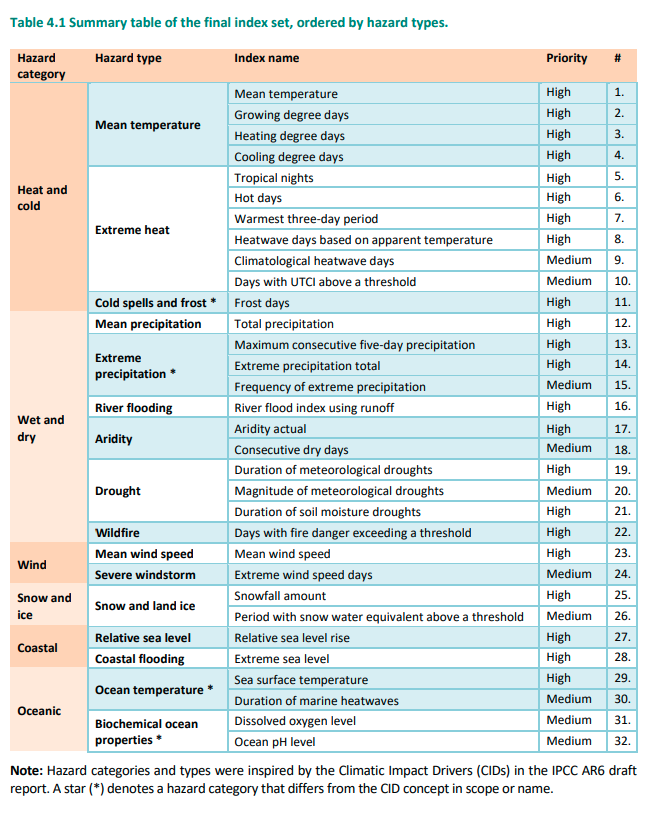 Table 4.1 Summary table of the final index set, ordered by hazard types.
Hazard category Hazard type Index name Priority #
Heat and cold Mean temperature Mean temperature High 1.
Growing degree days High 2.
Heating degree days High 3.
Cooling degree days High 4.
Extreme heat Tropical nights High 5.
Hot days High 6.
Warmest three-day period High 7.
Heatwave days based on apparent temperature High 8.
Climatological heatwave days Medium 9.
Days with UTCI above a threshold Medium 10.
Cold spells and frost * Frost days High 11.
Wet and dry Mean precipitation Total precipitation High 12.
Extreme precipitation * Maximum consecutive five-day precipitation High 13.
Extreme precipitation total High 14.
Frequency of extreme precipitation Medium 15.
River flooding River flood index using runoff High 16.
Aridity Aridity actual High 17.
Consecutive dry days Medium 18.
Drought Duration of meteorological droughts High 19.
Magnitude of meteorological droughts Medium 20.
Duration of soil moisture droughts High 21.
Wildfire Days with fire danger exceeding a threshold High 22.
Wind Mean wind speed Mean wind speed High 23.
Severe windstorm Extreme wind speed days Medium 24.
Snow and ice Snow and land ice Snowfall amount High 25.
Period with snow water equivalent above a threshold Medium 26.
Coastal Relative sea level Relative sea level rise High 27.
Coastal flooding Extreme sea level High 28.
Oceanic Ocean temperature * Sea surface temperature High 29.
Duration of marine heatwaves Medium 30.
Biochemical ocean properties * Dissolved oxygen level Medium 31.
Ocean pH level Medium 32.
Note: Hazard categories and types were inspired by the Climatic Impact Drivers (CIDs) in the IPCC AR6 draft
report. A star (*) denotes a hazard category that differs from the CID concept in scope or name.